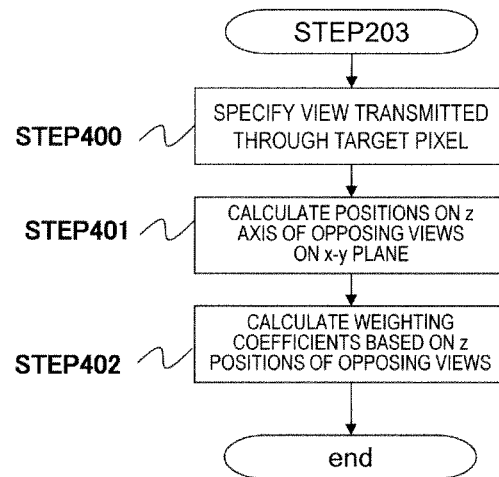 STEP203
STEP400
SPECIFY VIEW TRANSMITTED
THROUGH TARGET PIXEL
STEP401
CALCULATE POSITIONS ON z
AXIS OF OPPOSING VIEWS
ON x-y PLANE
STEP402
CALCULATE WEIGHTING
COEFFICIENTS BASED ON z
POSITIONS OF OPPOSING VIEWS
end